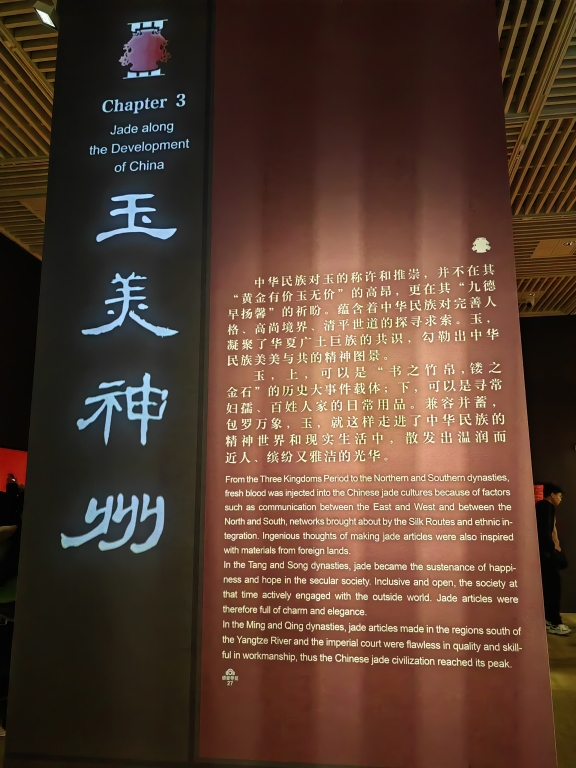 Chapter 3
Jade along
the Development
of China
玉美神州
中华民族对玉的称许和推崇，并不在其
“黄金有价玉无价”的高昂，更在其“九德
早扬馨”的祈盼。蕴含着中华民族对完善人
格、高尚境界、清平世道的探寻求索。玉，
凝聚了华夏广土巨族的共识，勾勒出中华
民族美美与共的精神图景。
玉，上，可以是“书之竹帛，镂之
金石”的历史大事件载体；下，可以是寻常
妇孺、百姓人家的日常用品。兼容并蓄，
包罗万象，玉，就这样走进了中华民族的
精神世界和现实生活中，散发出温润而
近人、缤纷又雅洁的光华。
From the Three Kingdoms Period to the Northern and Southern dynasties,
fresh blood was injected into the Chinese jade cultures because of factors
such as communication between the East and West and between the
North and South, networks brought about by the Silk Routes and ethnic in-
tegration. Ingenious thoughts of making jade articles were also inspired
with materials from foreign lands.
In the Tang and Song dynasties, jade became the sustenance of happi-
ness and hope in the secular society. Inclusive and open, the society at
that time actively engaged with the outside world. Jade articles were
therefore full of charm and elegance.
In the Ming and Qing dynasties, jade articles made in the regions south of
the Yangtze River and the imperial court were flawless in quality and skill-
ful in workmanship, thus the Chinese jade civilization reached its peak.
27